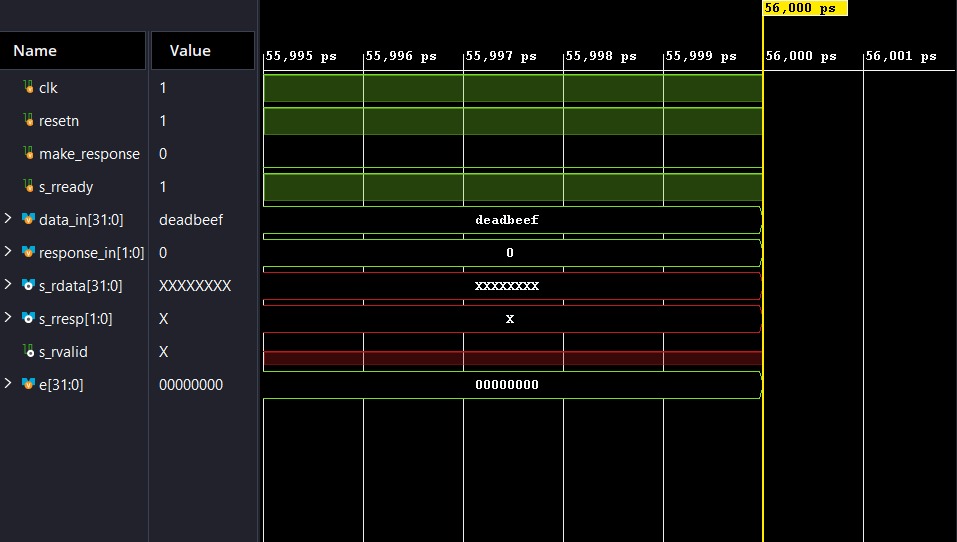 56,000 ps
Name Value
55,995 ps 55,996 ps 55,997 ps 55,998 ps 55,999 ps 56,000 ps 56,001 ps
clk 1
resetn 1
make_response 0
s_rready 1
data_in[31:0] deadbeef deadbeef
response_in[1:0] 0 0
s_rdata[31:0] XXXXXXXX XXXXXXXX
s_rresp[1:0] X X
s_rvalid X
e[31:0] 00000000 00000000